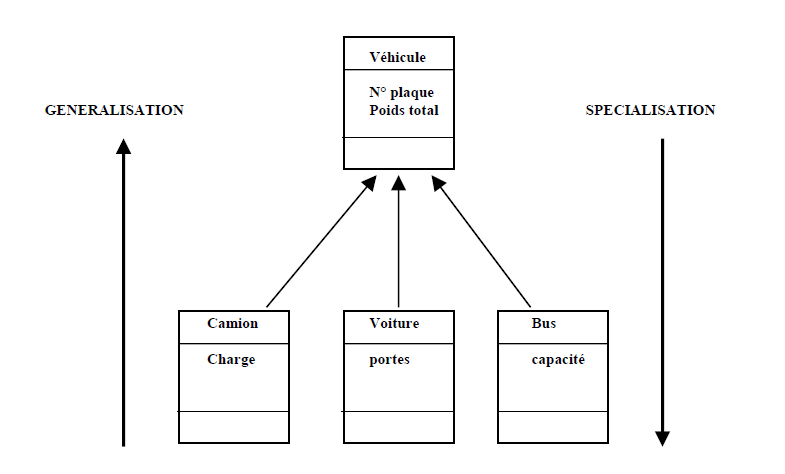 Véhicule
N° plaque
Poids total
GENERALISATION
SPECIALISATION
Camion
Charge
Voiture
portes
Bus
capacité